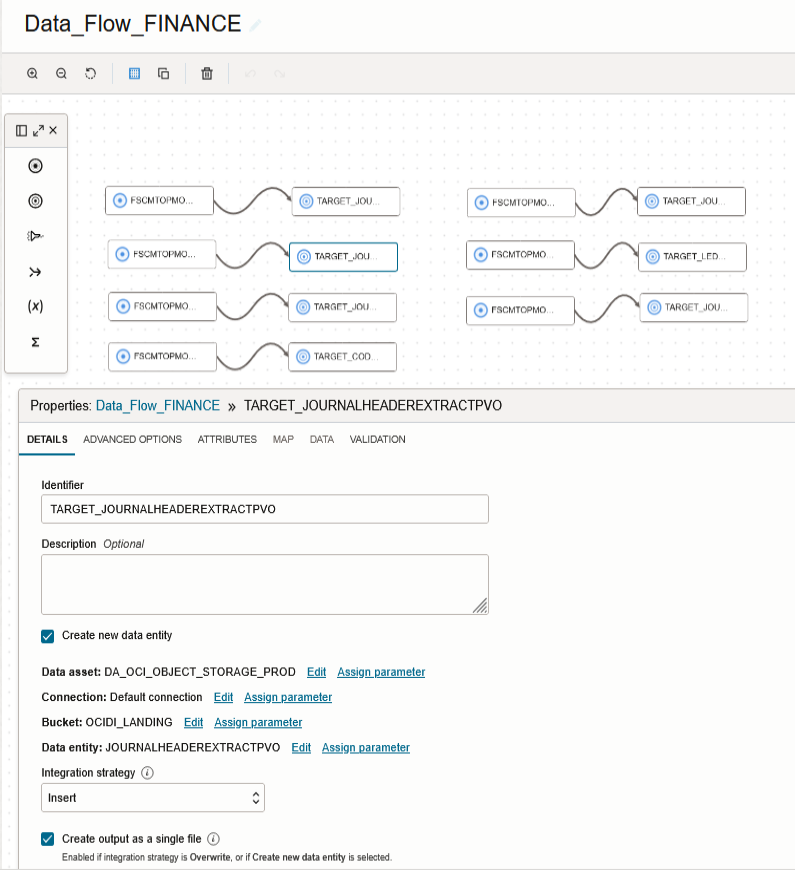 Data_Flow_FINANCE
(x)
Σ
FSCMTOPMO...
TARGET_JOU...
FSCMTOPMO...
TARGET_JOU...
FSCMTOPMO...
TARGET_JOU...
FSCMTOPMO...
TARGET_LED...
FSCMTOPMO...
TARGET_JOU...
FSCMTOPMO...
TARGET_JOU...
FSCMTOPMO...
TARGET_COD...
Properties: Data_Flow_FINANCE » TARGET_JOURNALHEADEREXTRACTPVO
DETAILS ADVANCED OPTIONS ATTRIBUTES MAP DATA VALIDATION
Identifier
TARGET_JOURNALHEADEREXTRACTPVO
Description Optional
Create new data entity
Data asset: DA_OCI_OBJECT_STORAGE_PROD Edit Assign parameter
Connection: Default connection Edit Assign parameter
Bucket: OCIDI_LANDING Edit Assign parameter
Data entity: JOURNALHEADEREXTRACTPVO Edit Assign parameter
Integration strategy i
Insert
Create output as a single file i
Enabled if integration strategy is Overwrite, or if Create new data entity is selected.